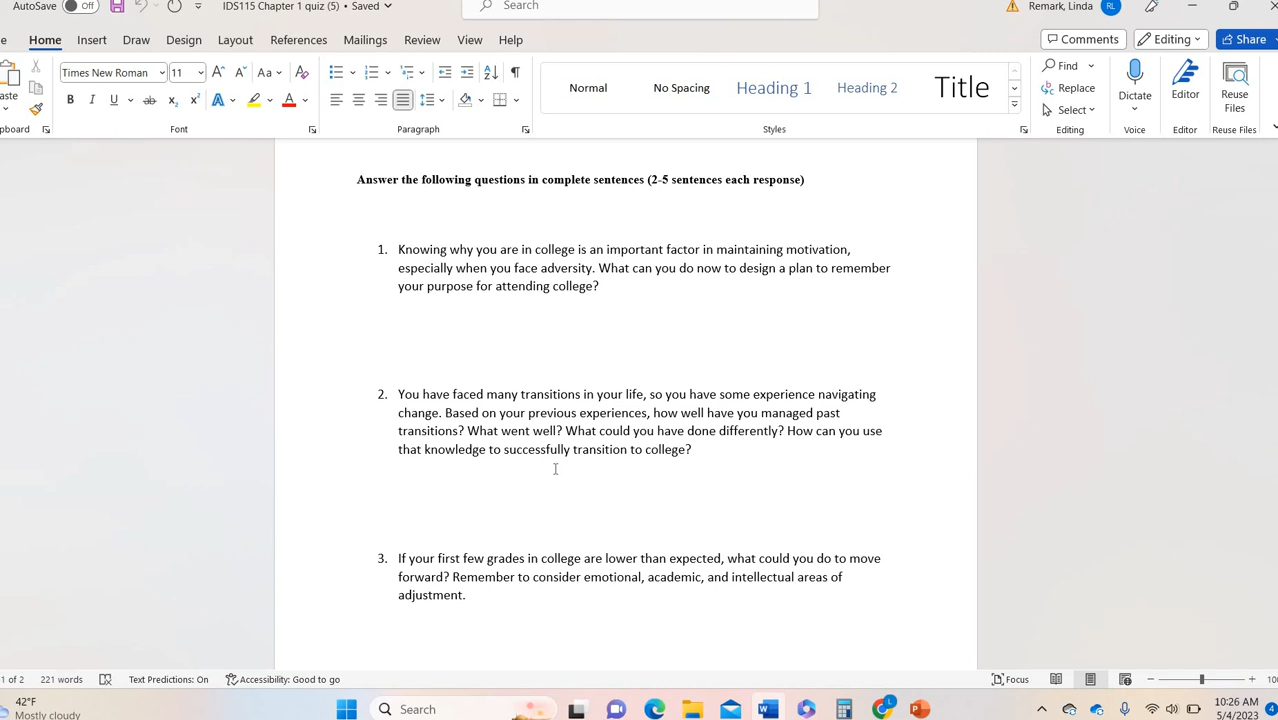 AutoSave Off IDS115 Chapter 1 quiz (5) • Saved Search Remark, Linda RL
Home Insert Draw Design Layout References Mailings Review View Help Comments Editing Share
Times New Roman 11 A A Aa A Normal No Spacing Heading 1 Heading 2 Title Find Replace Select Dictate Editor Reuse Files
B I U ab x₂ x² A A
Font Paragraph Styles Editing Voice Editor Reuse Files
Answer the following questions in complete sentences (2-5 sentences each response)
1. Knowing why you are in college is an important factor in maintaining motivation,
especially when you face adversity. What can you do now to design a plan to remember
your purpose for attending college?
2. You have faced many transitions in your life, so you have some experience navigating
change. Based on your previous experiences, how well have you managed past
transitions? What went well? What could you have done differently? How can you use
that knowledge to successfully transition to college?
3. If your first few grades in college are lower than expected, what could you do to move
forward? Remember to consider emotional, academic, and intellectual areas of
adjustment.
1 of 2 221 words Text Predictions: On Accessibility: Good to go Focus
42°F
Mostly cloudy
Search
10:26 AM
5/4/2023